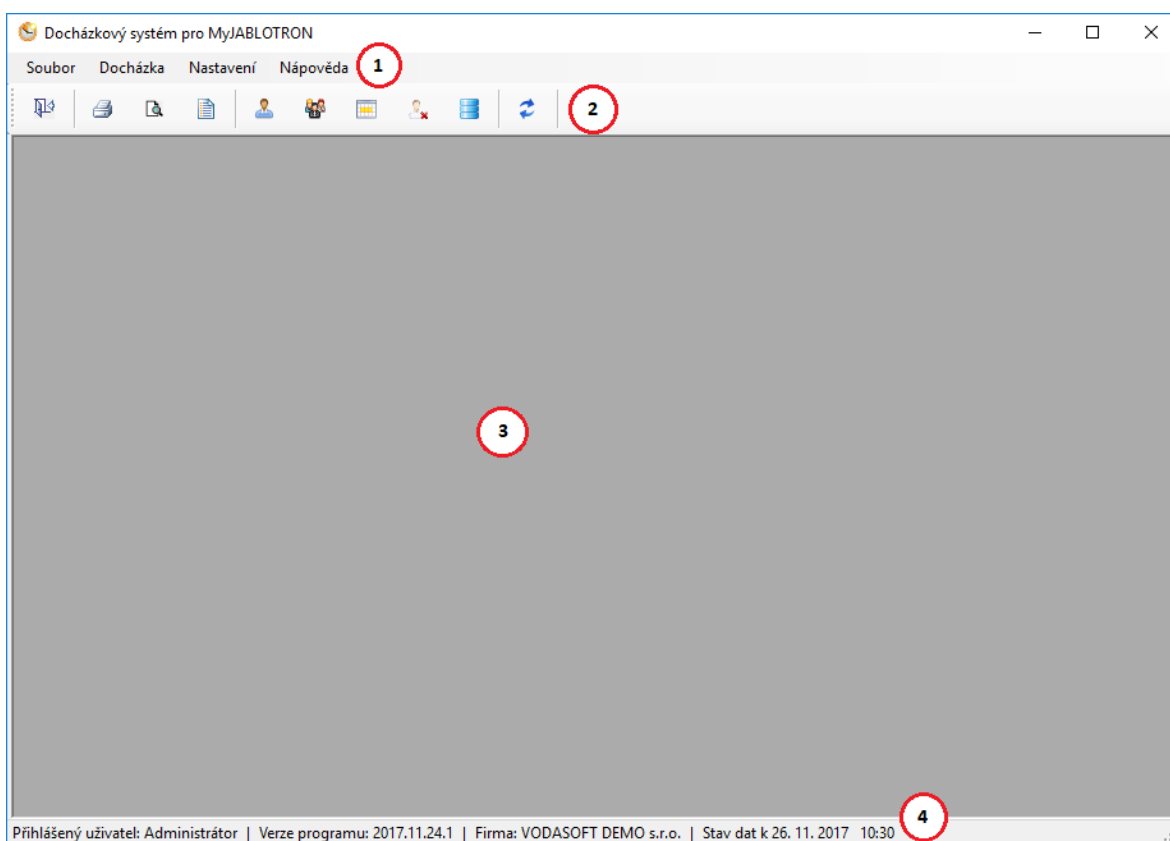 Docházkový systém pro MyJABLOTRON
Soubor Docházka Nastavení Nápověda 1
2
3
4
Přihlášený uživatel: Administrátor | Verze programu: 2017.11.24.1 | Firma: VODASOFT DEMO s.r.o. | Stav dat k 26. 11. 2017 10:30